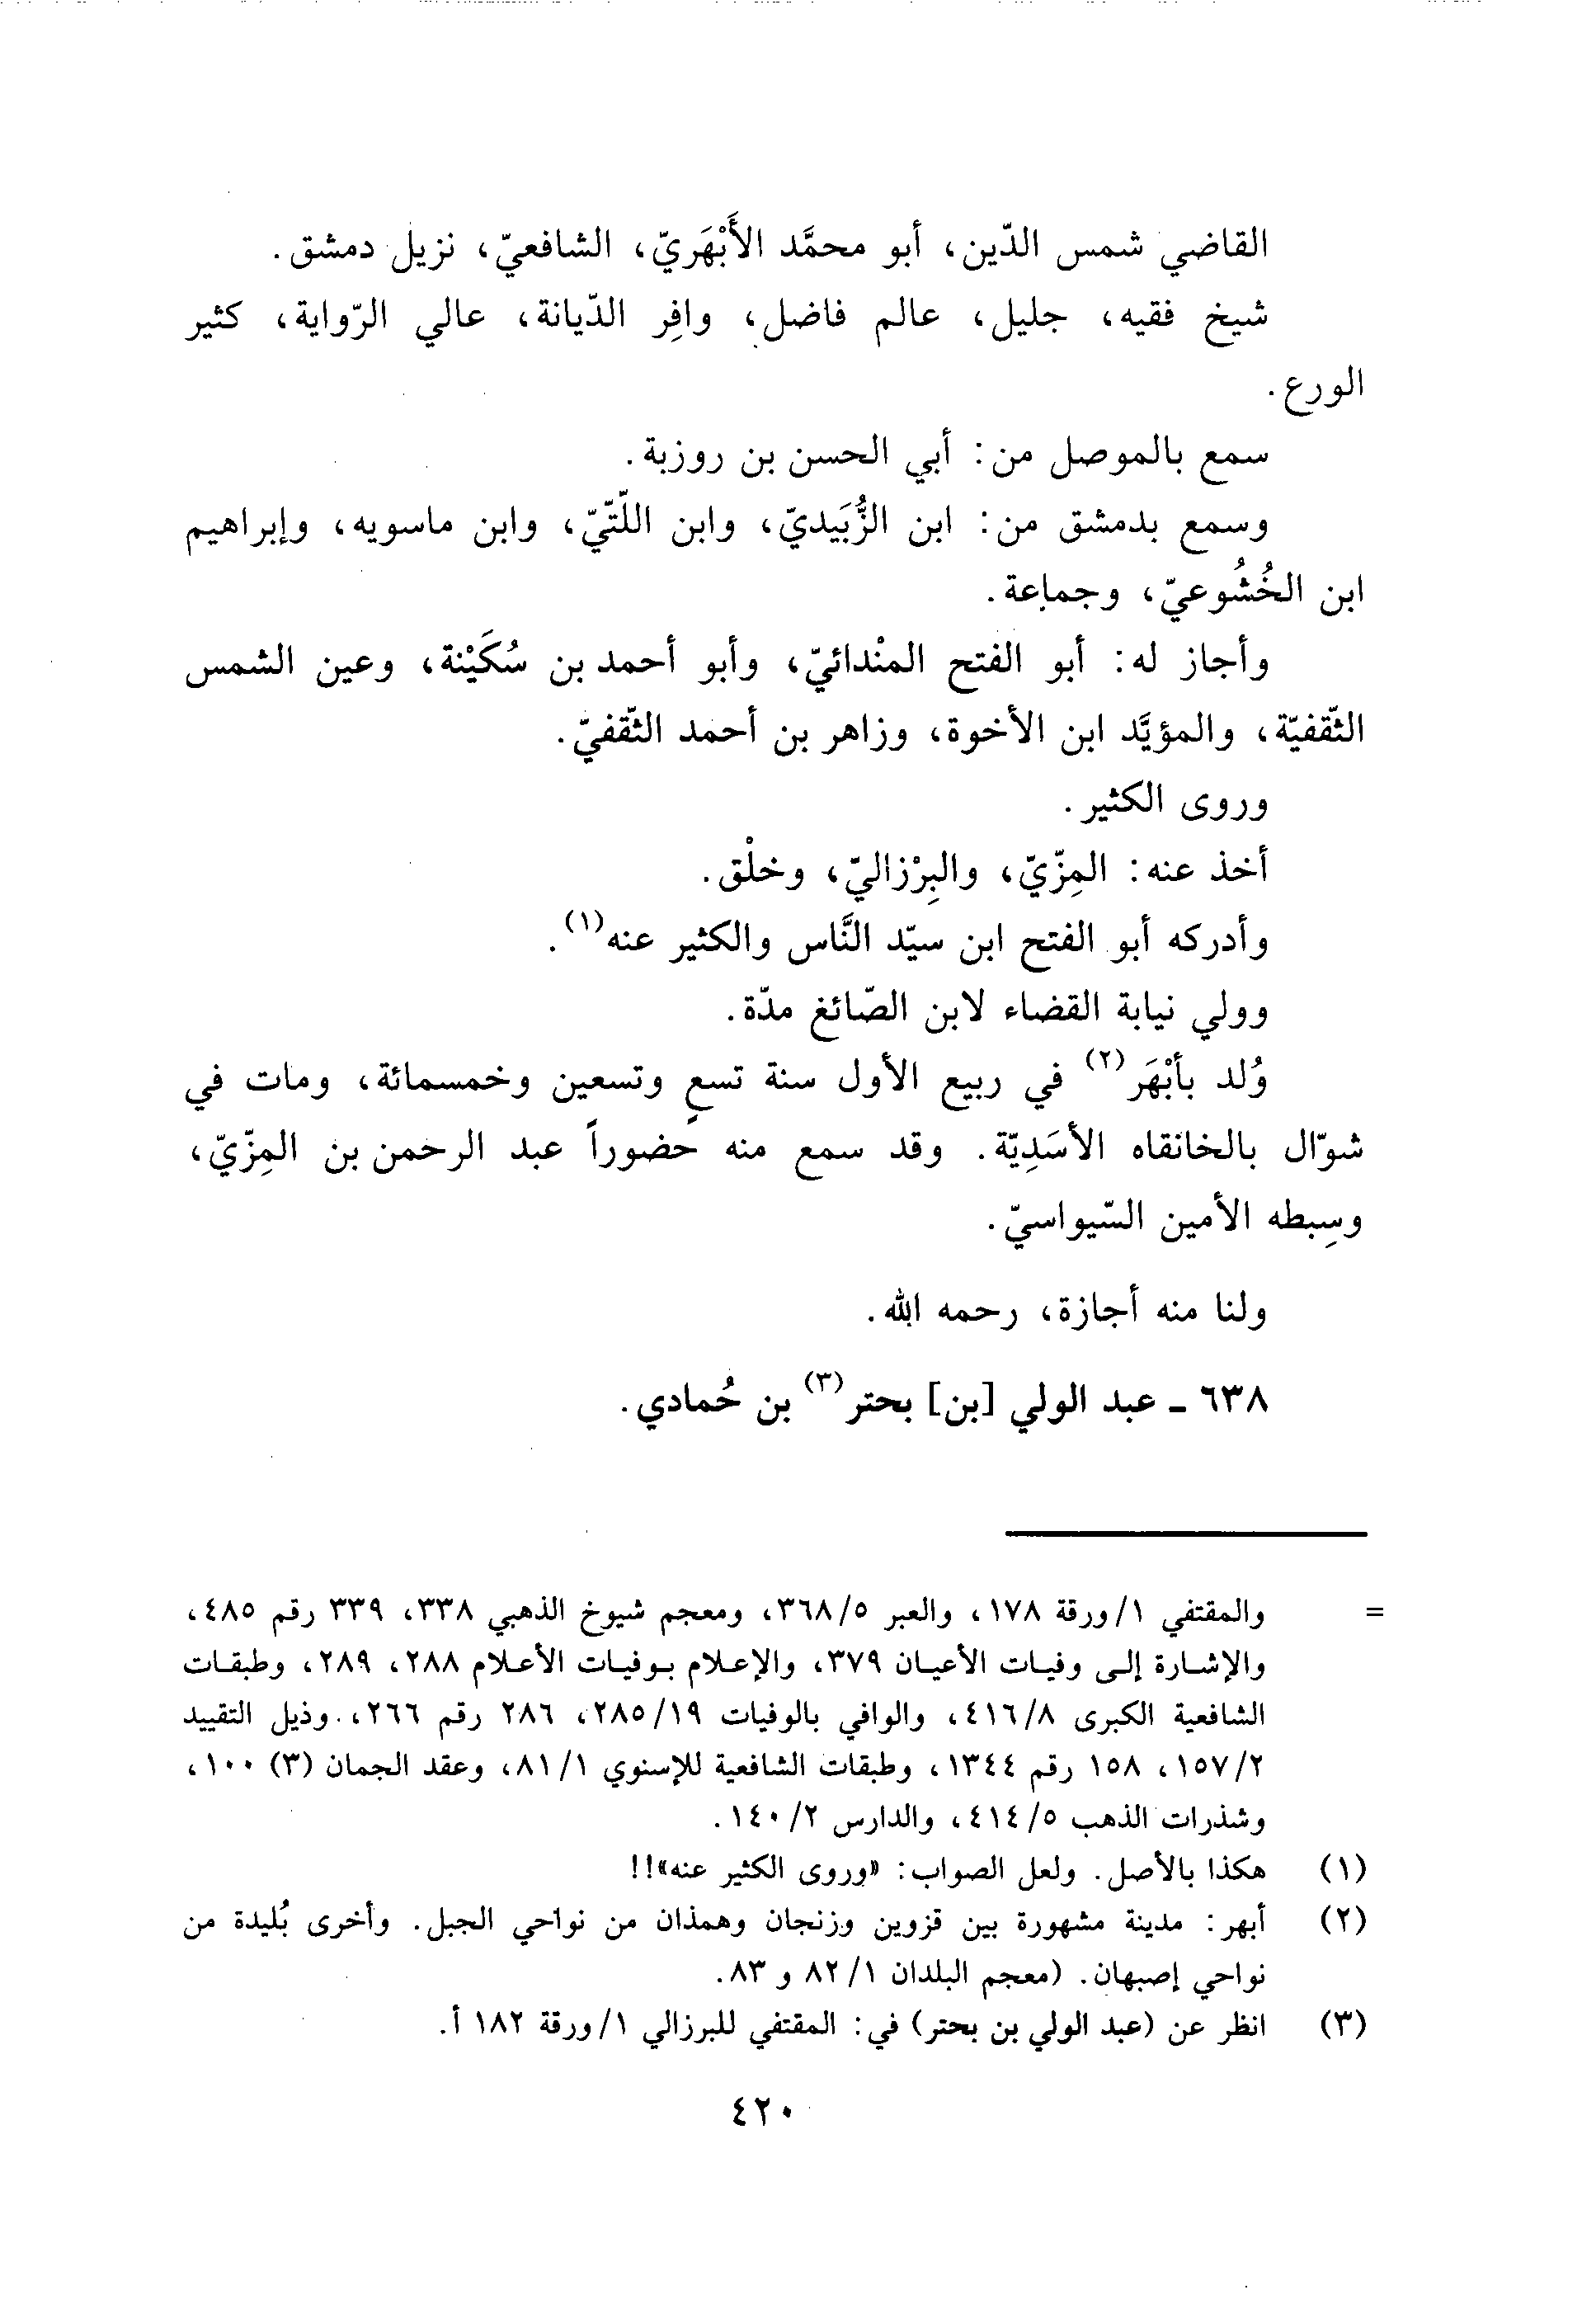 القاضي شمس الدّين، أبو محمَّد الأَبْهَريّ، الشافعيّ، نزيل دمشق.
شيخ فقيه، جليل، عالم فاضل، وافِر الدّيانة، عالي الرّواية، كثير
الورع.
سمع بالموصل من: أبي الحسن بن روزبة.
وسمع بدمشق من: ابن الزُّبَيديّ، وابن اللّتّيّ، وابن ماسويه، وإبراهيم
ابن الخُشُوعيّ، وجماعة.
وأجاز له: أبو الفتح المنْدائيّ، وأبو أحمد بن سُكَيْنة، وعين الشمس
الثّقفيّة، والمؤيَّد ابن الأخوة، وزاهر بن أحمد الثّقفيّ.
وروى الكثير.
أخذ عنه: المِزّيّ، والبِرْزاليّ، وخلْق.
وأدركه أبو الفتح ابن سيّد النَّاس والكثير عنه(١).
وولي نيابة القضاء لابن الصّائغ مدّة.
وُلد بأبْهَر(٢) في ربيع الأول سنة تسعٍ وتسعين وخمسمائة، ومات في
شوّال بالخانقاه الأسَدِيّة. وقد سمع منه حضوراً عبد الرحمن بن المِزّيّ،
وسِبطه الأمين السّيواسيّ.
ولنا منه أجازة، رحمه الله.
٦٣٨ ـ عبد الولي [بن] بحتر(٣) بن حُمادي.
= والمقتفي ١/ورقة ١٧٨، والعبر ٣٦٨/٥، ومعجم شيوخ الذهبي ٣٣٨، ٣٣٩ رقم ٤٨٥،
والإشارة إلى وفيات الأعيان ٣٧٩، والإعلام بوفيات الأعلام ٢٨٨، ٢٨٩، وطبقات
الشافعية الكبرى ٤١٦/٨، والوافي بالوفيات ٢٨٥/١٩، ٢٨٦ رقم ٢٦٦، وذيل التقييد
١٥٧/٢، ١٥٨ رقم ١٣٤٤، وطبقات الشافعية للإسنوي ٨١/١، وعقد الجمان (٣) ١٠٠،
وشذرات الذهب ٤١٤/٥، والدارس ١٤٠/٢.
(١) هكذا بالأصل. ولعل الصواب: «وروى الكثير عنه»!!
(٢) أبهر: مدينة مشهورة بين قزوين وزنجان وهمذان من نواحي الجبل. وأخرى بُليدة من
نواحي إصبهان. (معجم البلدان ٨٢/١ و ٨٣.
(٣) انظر عن (عبد الولي بن بحتر) في: المقتفي للبرزالي ١/ورقة ١٨٢ أ.
٤٢٠